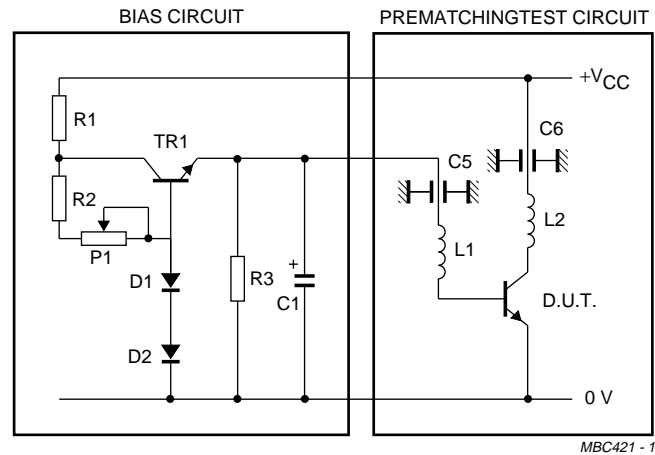 BIAS CIRCUIT
PREMATCHINGTEST CIRCUIT
+VCC
R1
TR1
C6
C5
R2
P1
L1
L2
D1
R3
+
C1
D.U.T.
D2
0 V
MBC421 - 1